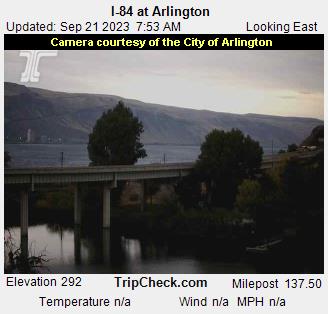 I-84 at Arlington
Updated: Sep 21 2023 7:53 AM Looking East
Camera courtesy of the City of Arlington
Elevation 292 TripCheck.com Milepost 137.50
Temperature n/a Wind n/a MPH n/a